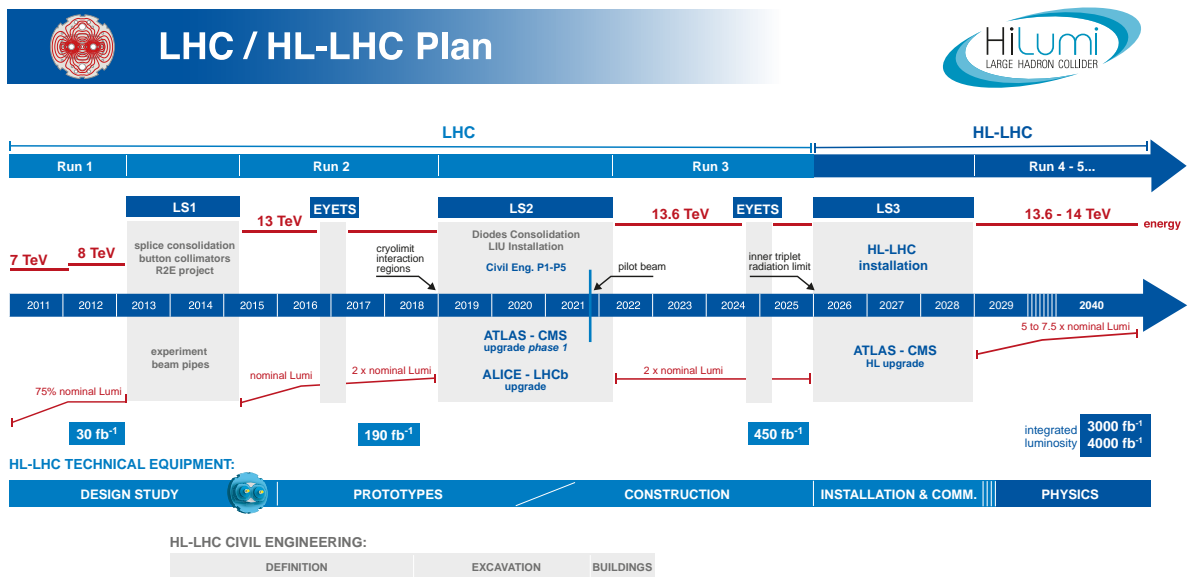 LHC / HL-LHC Plan
HiLumi
LARGE HADRON COLLIDER
LHC
HL-LHC
Run 1
Run 2
Run 3
Run 4 - 5...
LS1
EYETS
LS2
EYETS
LS3
13 TeV
13.6 TeV
13.6 - 14 TeV
energy
7 TeV
8 TeV
splice consolidation
button collimators
R2E project
cryolimit
interaction
regions
Diodes Consolidation
LIU Installation
Civil Eng. P1-P5
pilot beam
inner triplet
radiation limit
HL-LHC
installation
2011
2012
2013
2014
2015
2016
2017
2018
2019
2020
2021
2022
2023
2024
2025
2026
2027
2028
2029
2040
5 to 7.5 x nominal Lumi
experiment
beam pipes
ATLAS - CMS
upgrade phase 1
ALICE - LHCb
upgrade
ATLAS - CMS
HL upgrade
75% nominal Lumi
nominal Lumi
2 x nominal Lumi
2 x nominal Lumi
30 fb-1
190 fb-1
450 fb-1
integrated
luminosity
3000 fb-1
4000 fb-1
HL-LHC TECHNICAL EQUIPMENT:
DESIGN STUDY
PROTOTYPES
CONSTRUCTION
INSTALLATION & COMM.
PHYSICS
HL-LHC CIVIL ENGINEERING:
DEFINITION
EXCAVATION
BUILDINGS